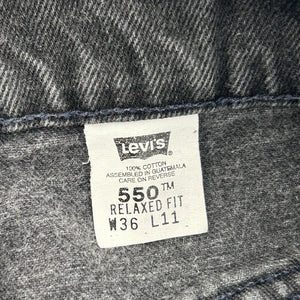 Levi's
100% COTTON
ASSEMBLED IN GUATEMALA
CARE ON REVERSE
550™
RELAXED FIT
W36 L11